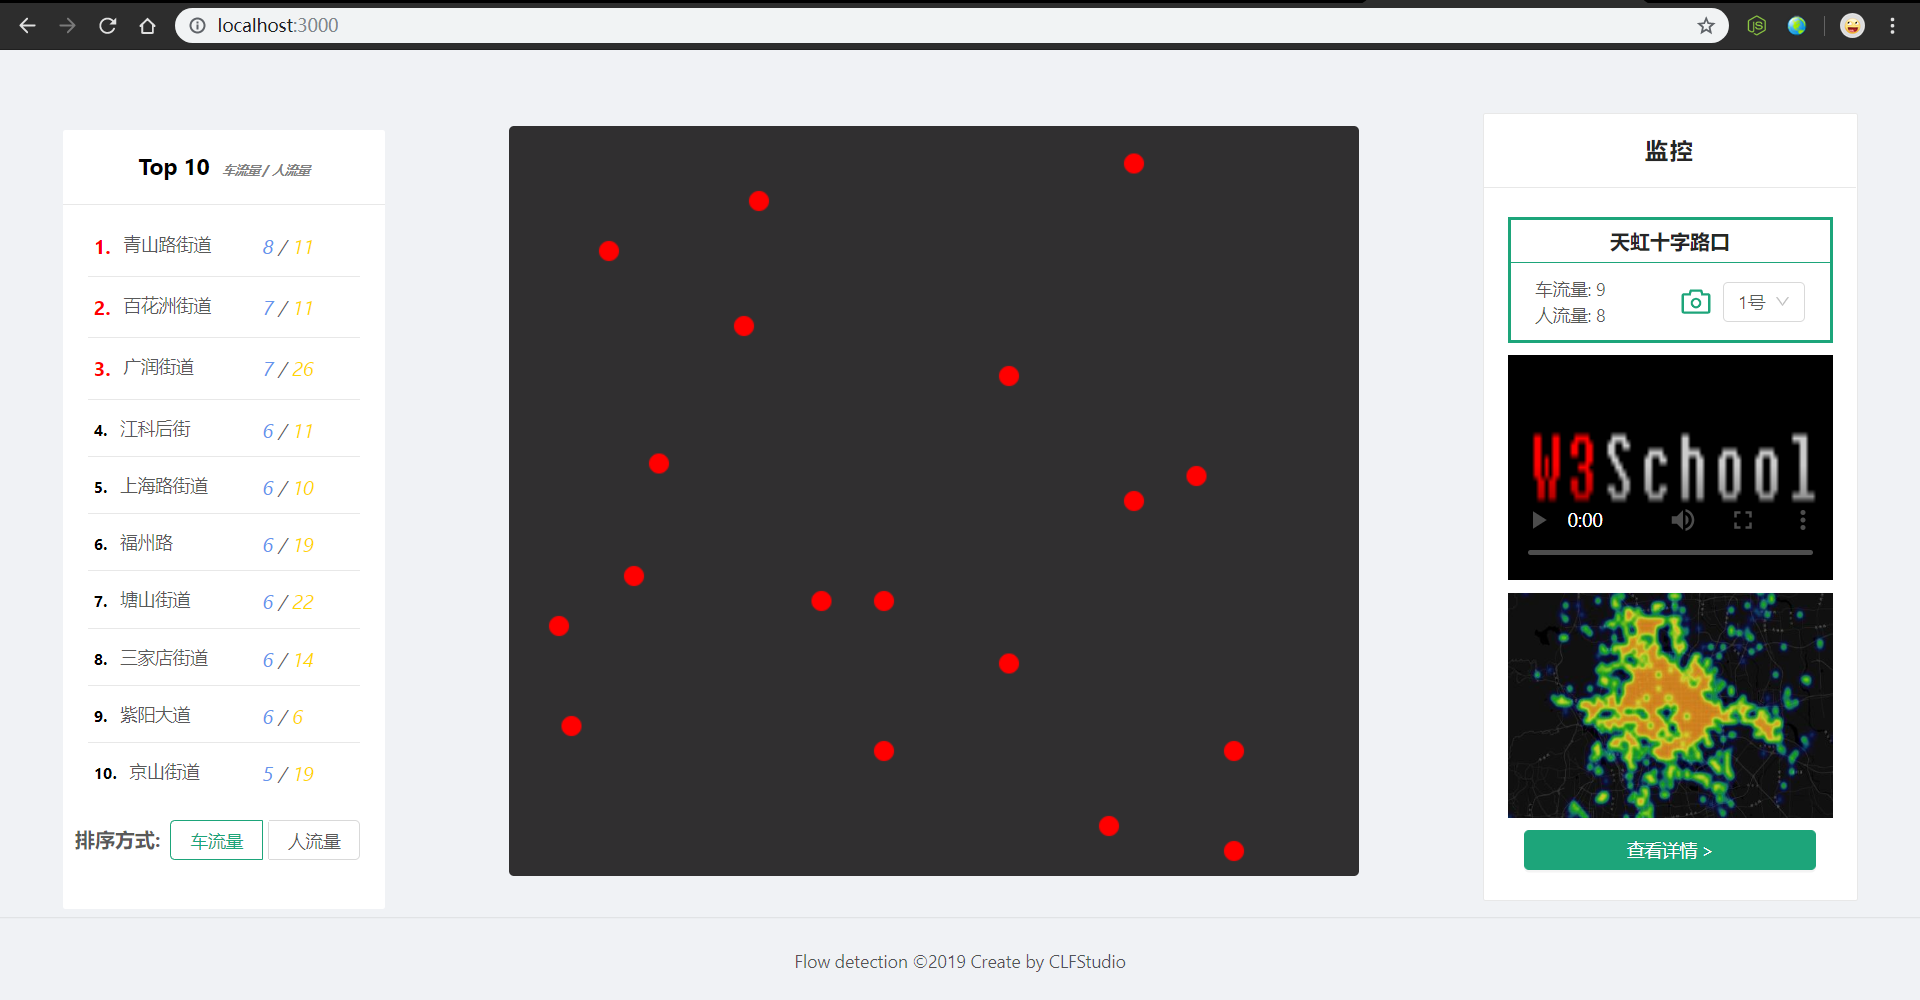 localhost:3000
Top 10 车流量 / 人流量
1. 青山路街道 8 / 11
2. 百花洲街道 7 / 11
3. 广润街道 7 / 26
4. 江科后街 6 / 11
5. 上海路街道 6 / 10
6. 福州路 6 / 19
7. 塘山街道 6 / 22
8. 三家店街道 6 / 14
9. 紫阳大道 6 / 6
10. 京山街道 5 / 19
排序方式: 车流量 人流量
监控
天虹十字路口
车流量: 9
人流量: 8
1号
W3School
0:00
查看详情 >
Flow detection ©2019 Create by CLFStudio